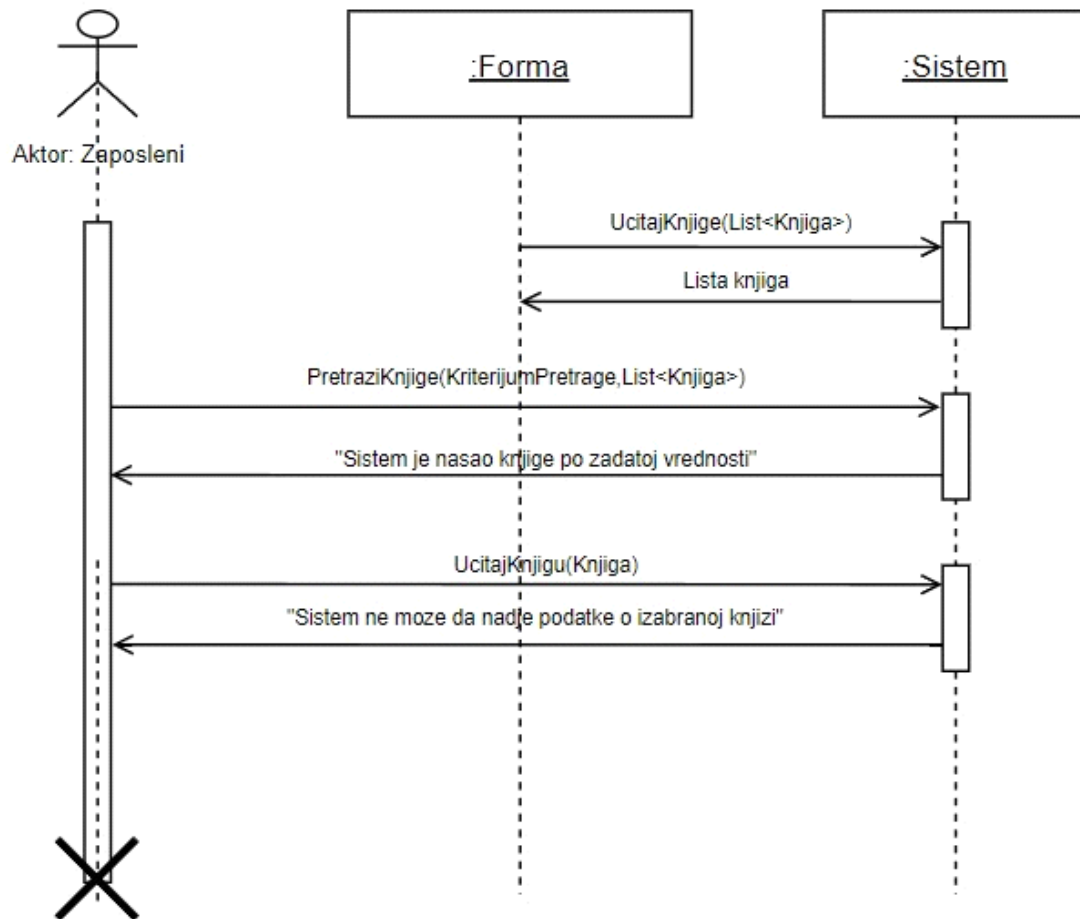 :Forma
:Sistem
Aktor: Zaposleni
UcitajKnjige(List<Knjiga>)
Lista knjiga
PretraziKnjige(KriterijumPretrage,List<Knjiga>)
"Sistem je nasao knjige po zadatoj vrednosti"
UcitajKnjigu(Knjiga)
"Sistem ne moze da nadje podatke o izabranoj knjizi"